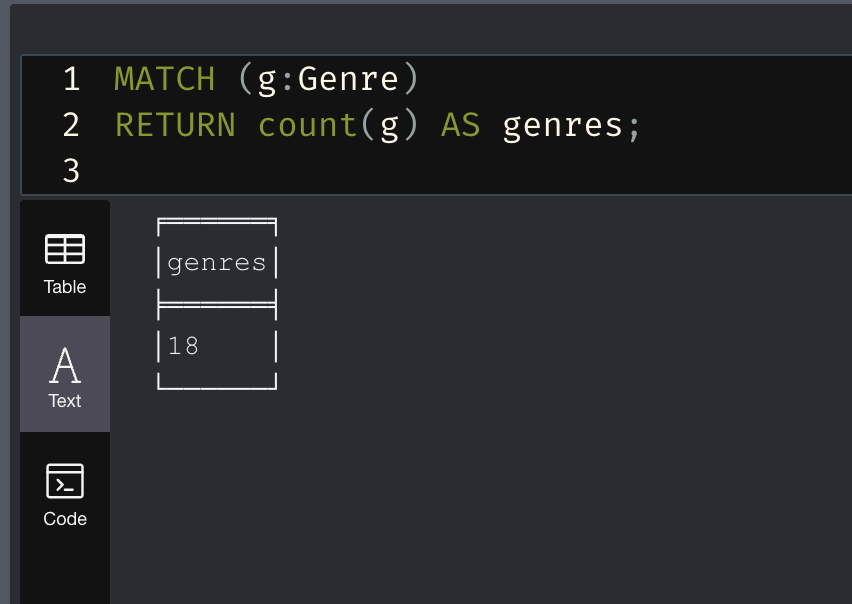 1 MATCH (g:Genre)
2 RETURN count(g) AS genres;
3
genres
Table
18
Text
Code